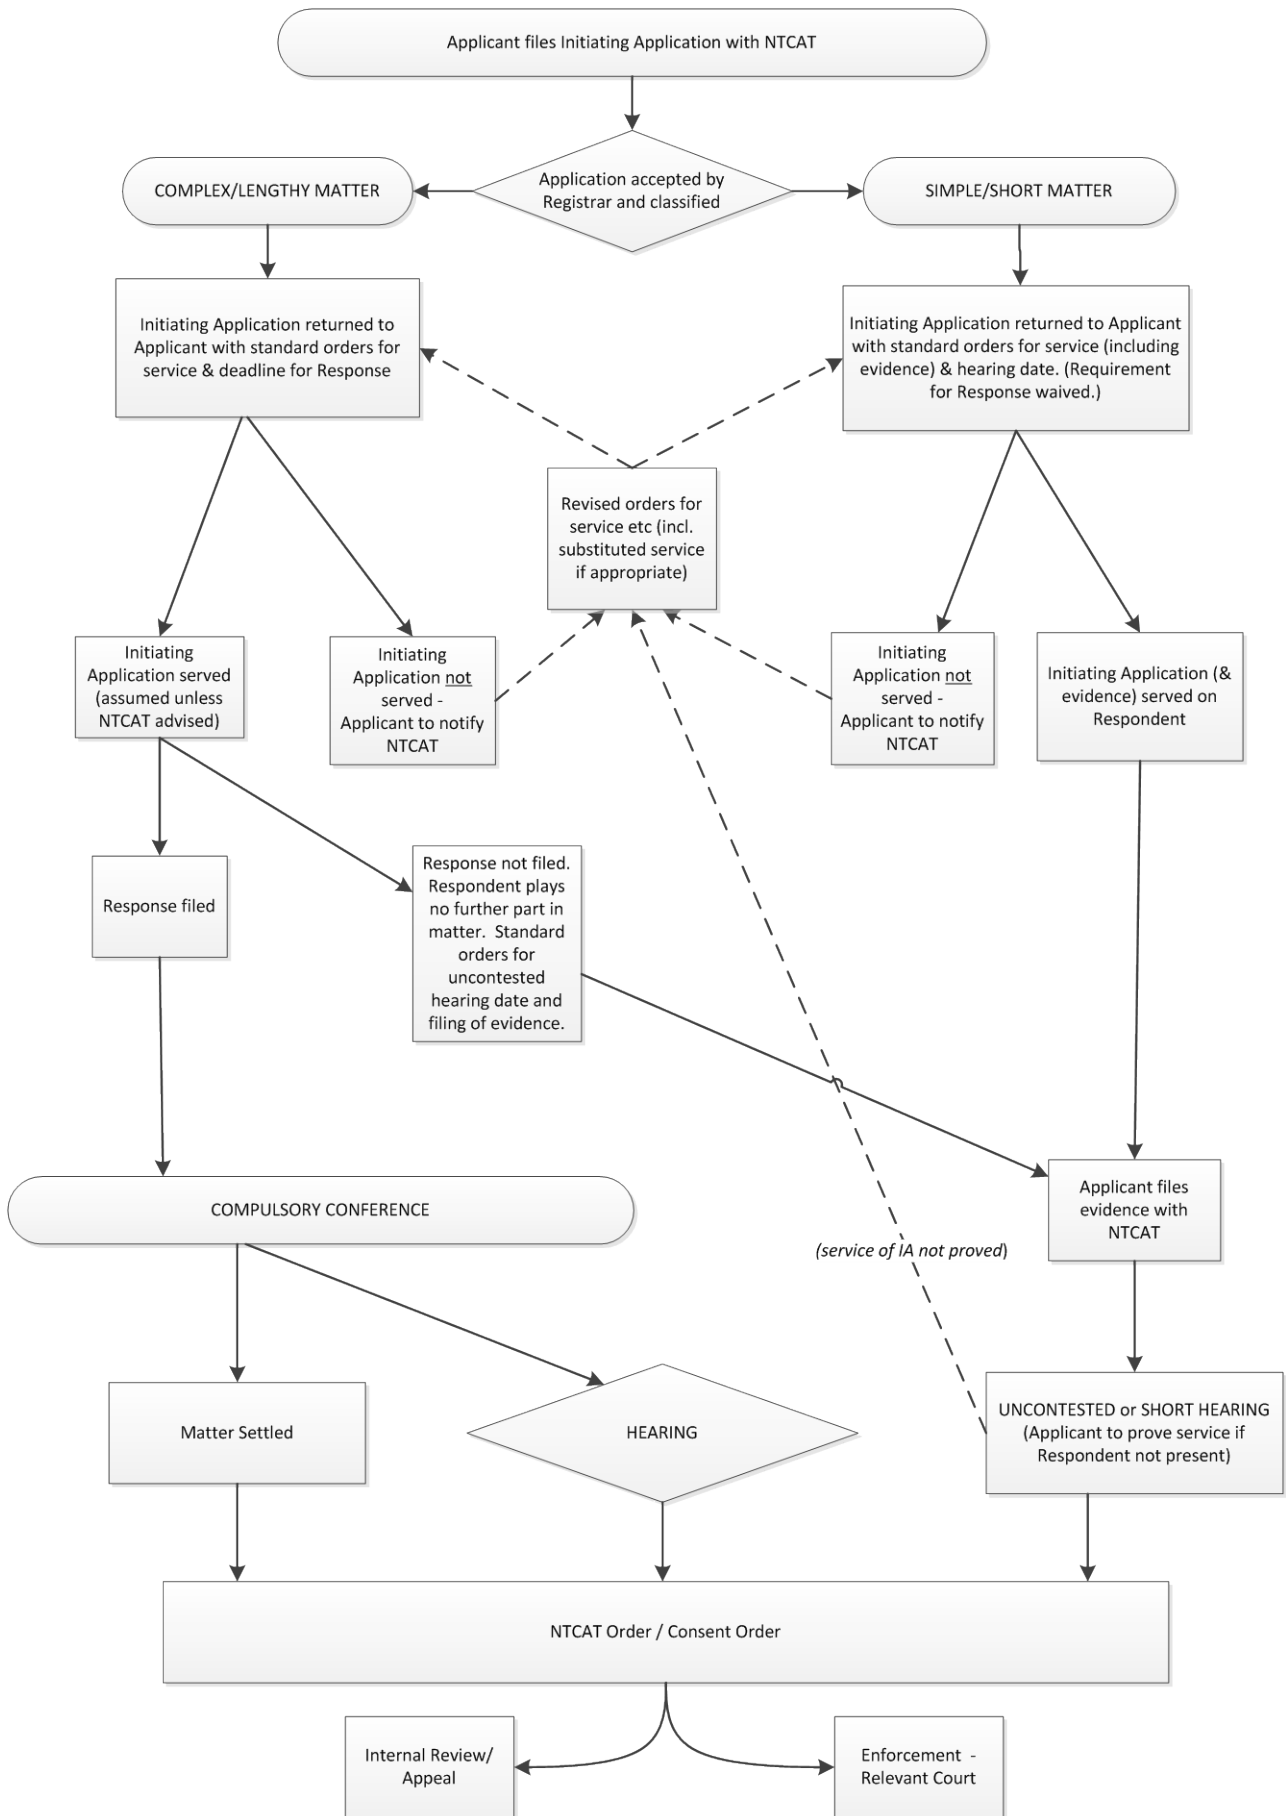 Applicant files Initiating Application with NTCAT
COMPLEX/LENGTHY MATTER
Application accepted by
Registrar and classified
SIMPLE/SHORT MATTER
Initiating Application returned to
Applicant with standard orders for
service & deadline for Response
Initiating Application returned to Applicant
with standard orders for service (including
evidence) & hearing date. (Requirement
for Response waived.)
Revised orders for
service etc (incl.
substituted service
if appropriate)
Initiating
Application served
(assumed unless
NTCAT advised)
Initiating
Application not
served -
Applicant to notify
NTCAT
Initiating
Application not
served -
Applicant to notify
NTCAT
Initiating Application (&
evidence) served on
Respondent
Response filed
Response not filed.
Respondent plays
no further part in
matter. Standard
orders for
uncontested
hearing date and
filing of evidence.
COMPULSORY CONFERENCE
Applicant files
evidence with
NTCAT
(service of IA not proved)
Matter Settled
HEARING
UNCONTESTED or SHORT HEARING
(Applicant to prove service if
Respondent not present)
NTCAT Order / Consent Order
Internal Review/
Appeal
Enforcement -
Relevant Court